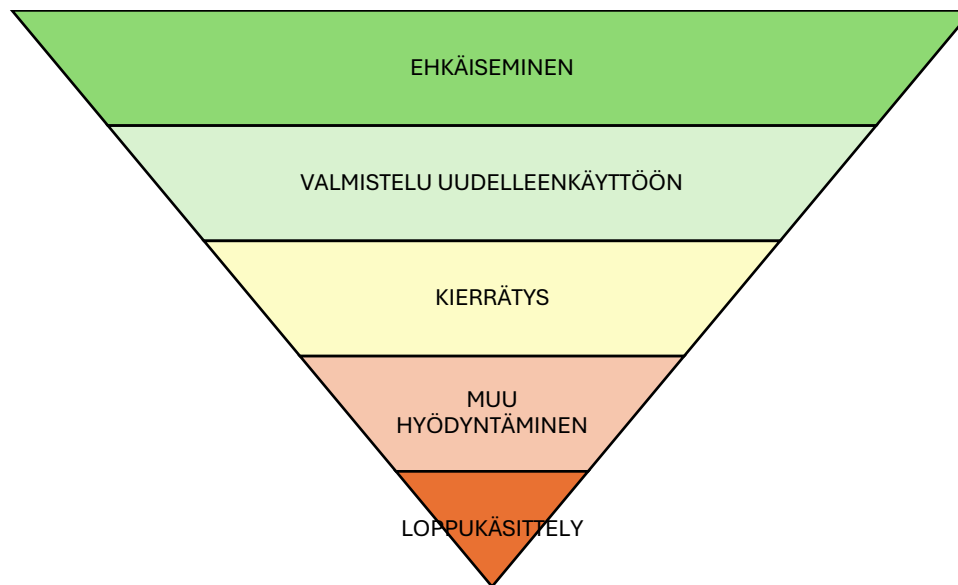 EHKÄISEMINEN
VALMISTELU UUDELLEENKÄYTTÖÖN
KIERRÄTYS
MUU
HYÖDYNTÄMINEN
LOPPUKÄSITTELY